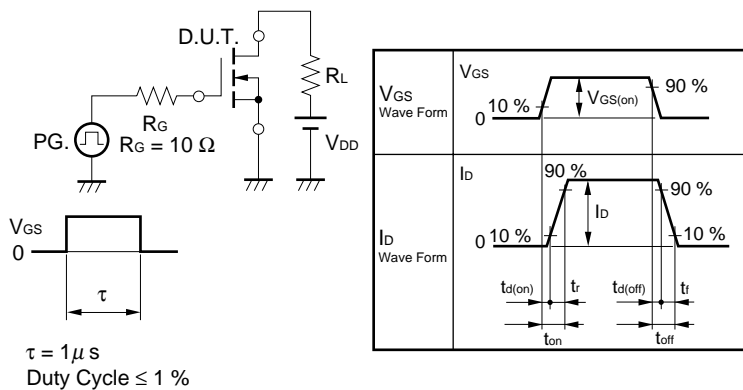 D.U.T.
RL
RG
RG = 10 Ω
PG.
VDD
VGS
0
τ
τ = 1μ s
Duty Cycle ≤ 1 %
VGS
Wave Form
VGS
10 %
0
VGS(on)
90 %
ID
Wave Form
ID
90 %
90 %
ID
10 %
0
10 %
td(on)
tr
td(off)
tf
ton
toff